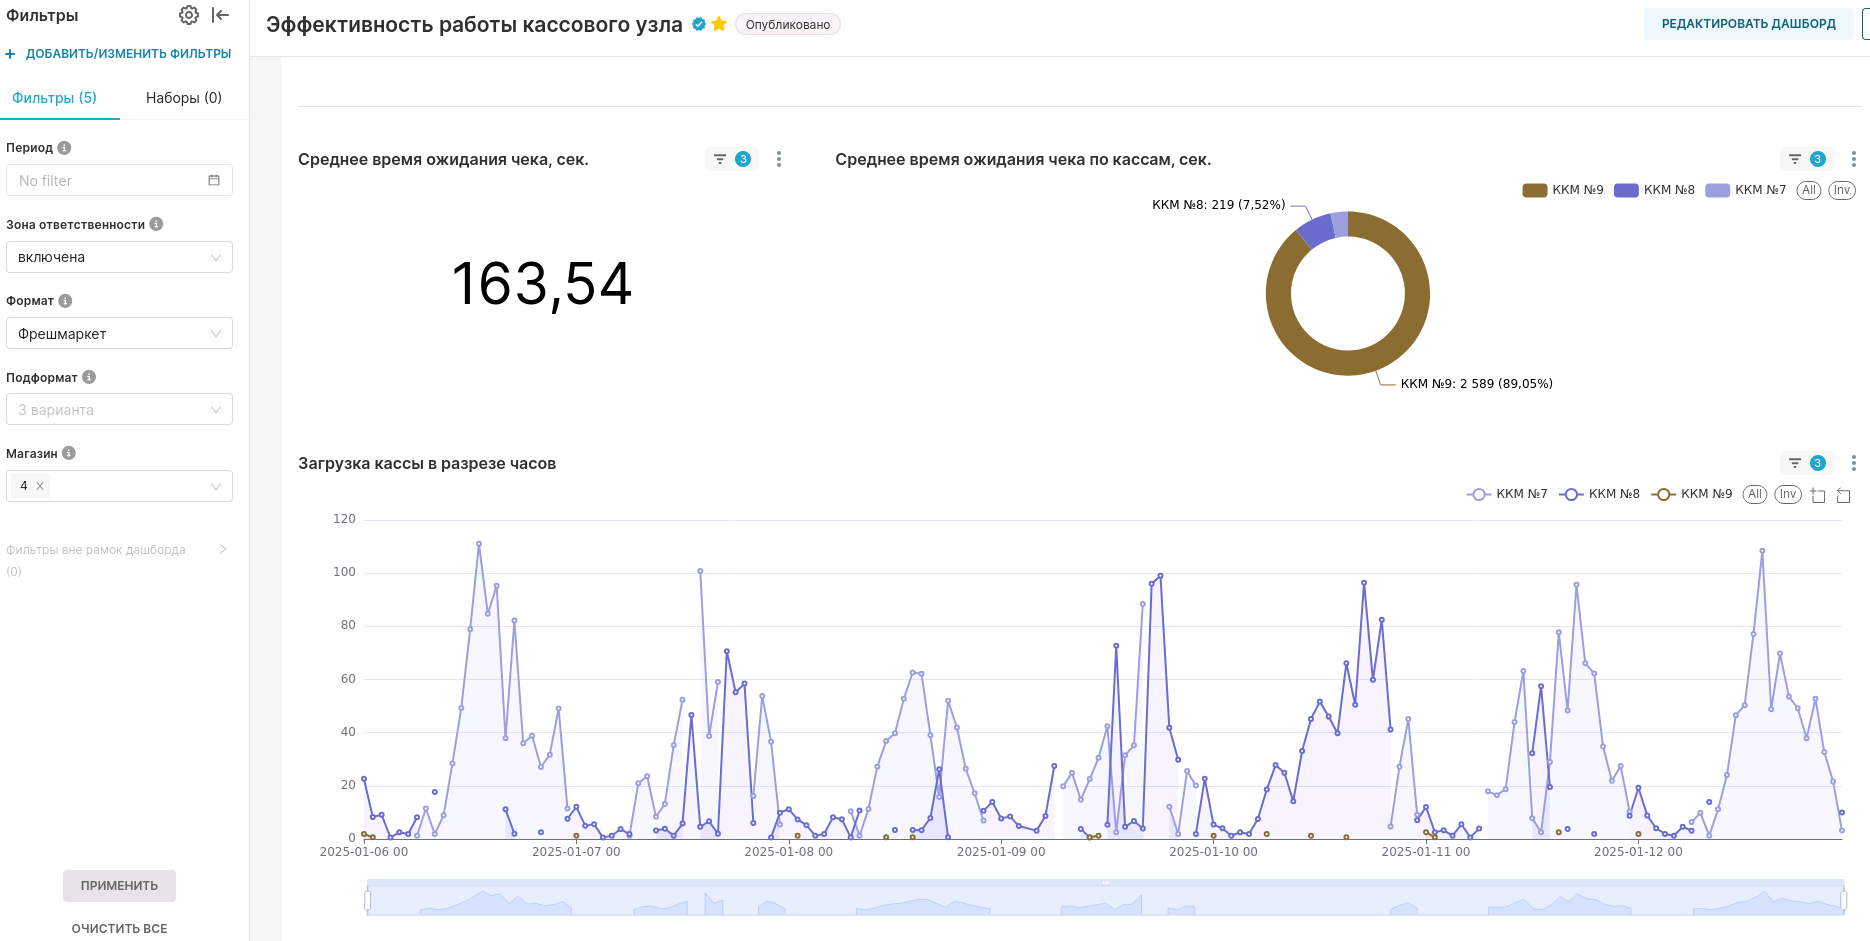 Фильтры
ДОБАВИТЬ/ИЗМЕНИТЬ ФИЛЬТРЫ
Фильтры (5)
Наборы (0)
Период
No filter
Зона ответственности
включена
Формат
Фрешмаркет
Подформат
3 варианта
Магазин
4
Фильтры вне рамок дашборда
(0)
ПРИМЕНИТЬ
ОЧИСТИТЬ ВСЕ
Эффективность работы кассового узла
Опубликовано
РЕДАКТИРОВАТЬ ДАШБОРД
Среднее время ожидания чека, сек.
3
163,54
Среднее время ожидания чека по кассам, сек.
3
ККМ №9 ККМ №8 ККМ №7 All Inv
ККМ №8: 219 (7,52%)
ККМ №9: 2 589 (89,05%)
Загрузка кассы в разрезе часов
3
ККМ №7 ККМ №8 ККМ №9 All Inv
120
100
80
60
40
20
0
2025-01-06 00 2025-01-07 00 2025-01-08 00 2025-01-09 00 2025-01-10 00 2025-01-11 00 2025-01-12 00